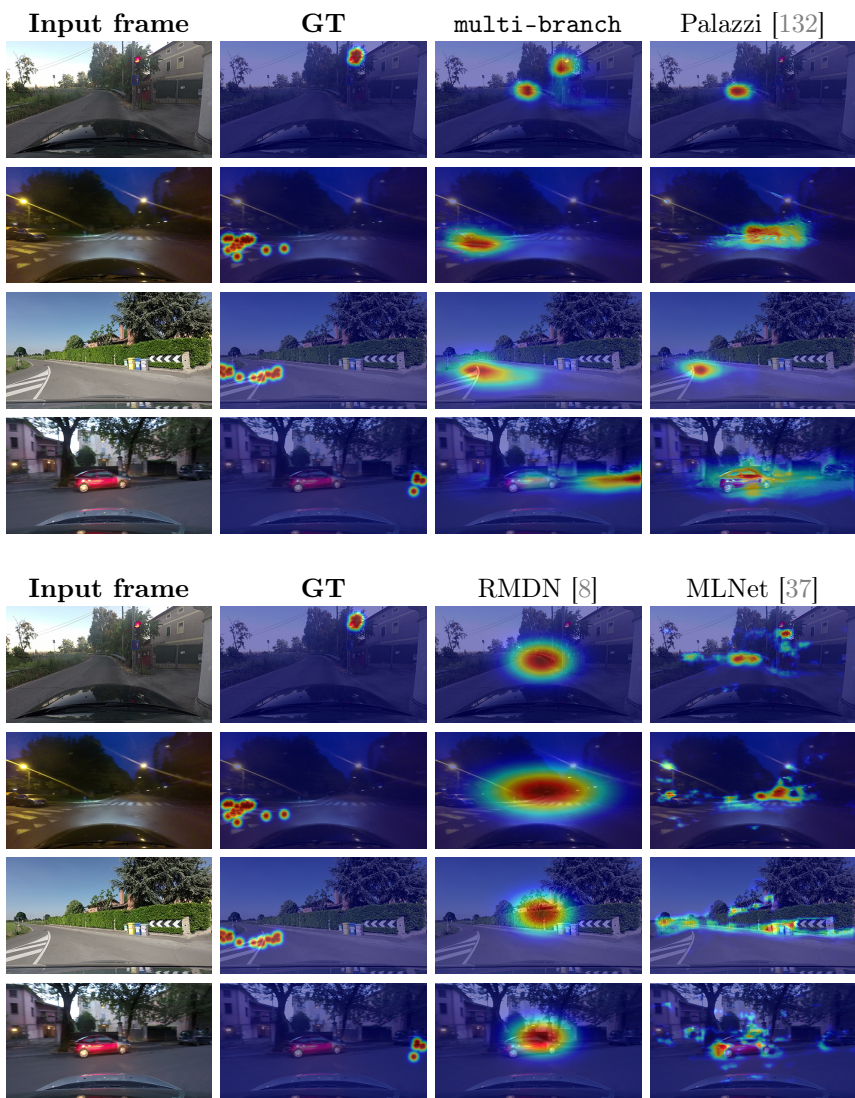 Input frame GT multi-branch Palazzi [132]
Input frame GT RMDN [8] MLNet [37]